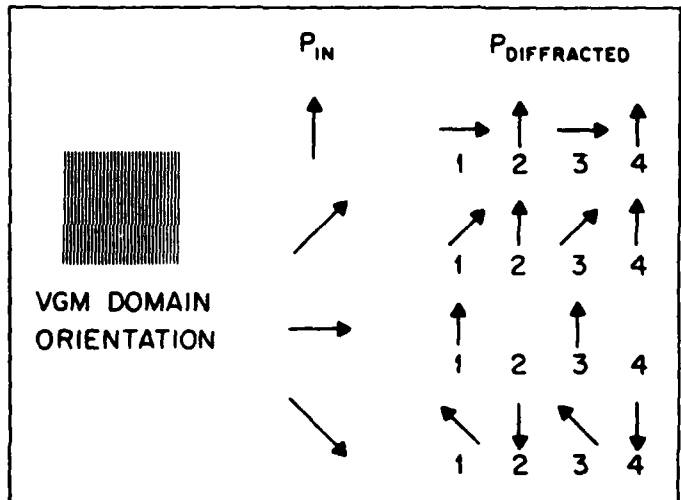 P_IN P_DIFFRACTED
1 2 3 4
1 2 3 4
VGM DOMAIN
ORIENTATION
1 2 3 4
1 2 3 4